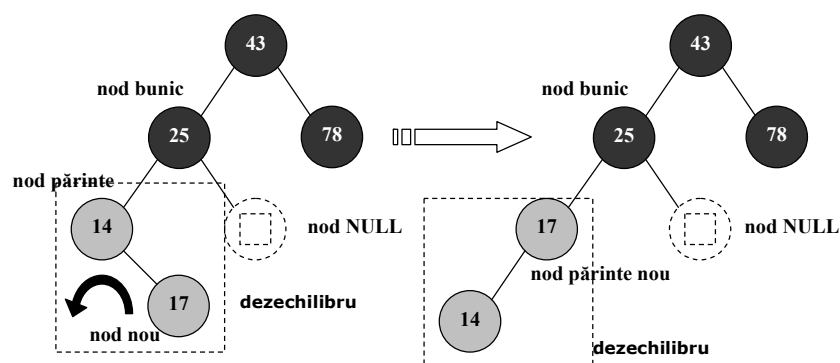 43
nod bunic
25
78
nod părinte
14
nod NULL
17
nod nou
dezechilibru
43
nod bunic
25
78
17
nod NULL
nod părinte nou
14
dezechilibru